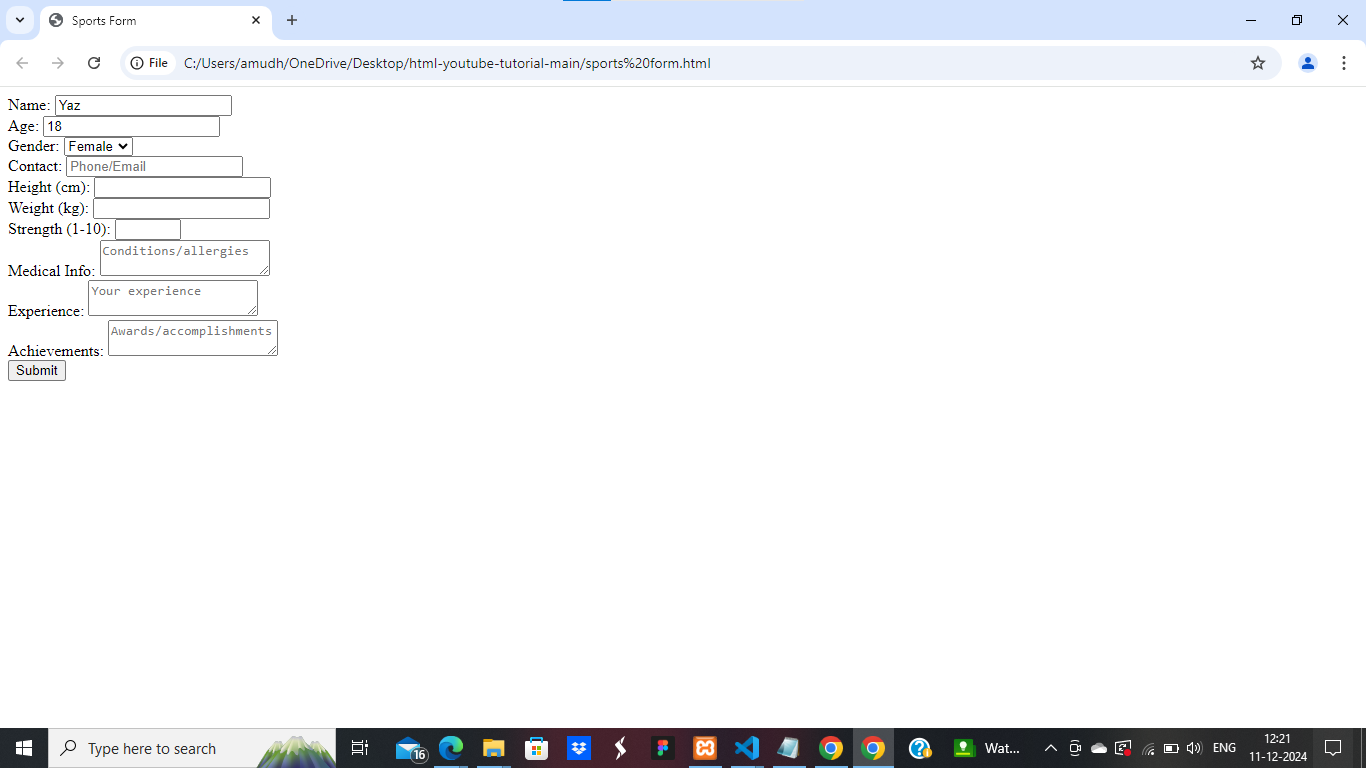 Sports Form
File C:/Users/amudh/OneDrive/Desktop/html-youtube-tutorial-main/sports%20form.html
Name: Yaz
Age: 18
Gender: Female
Contact: Phone/Email
Height (cm):
Weight (kg):
Strength (1-10):
Medical Info: Conditions/allergies
Experience: Your experience
Achievements: Awards/accomplishments
Submit
Type here to search
16
Wat...
ENG
12:21
11-12-2024